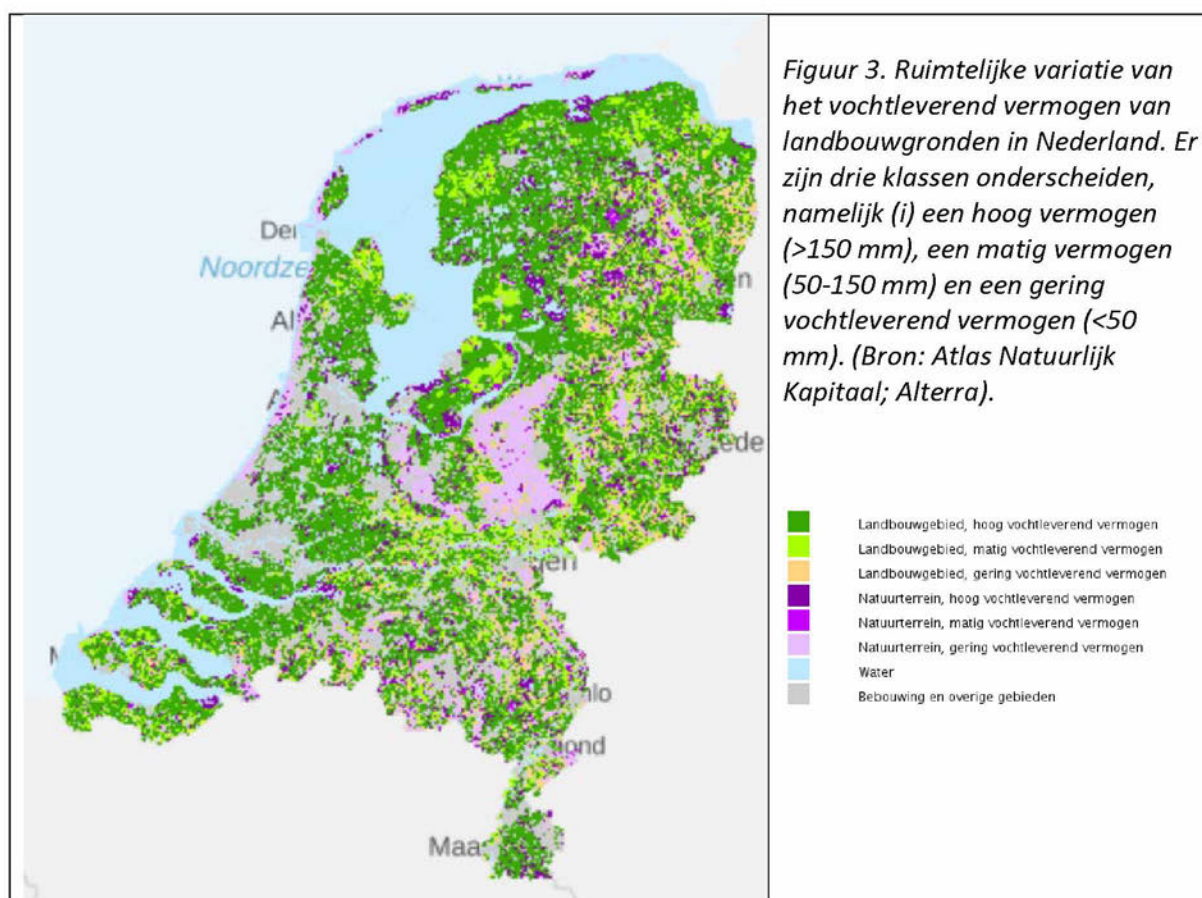 Figuur 3. Ruimtelijke variatie van
het vochtleverend vermogen van
landbouwgronden in Nederland. Er
zijn drie klassen onderscheiden,
namelijk (i) een hoog vermogen
(>150 mm), een matig vermogen
(50-150 mm) en een gering
vochtleverend vermogen (<50
mm). (Bron: Atlas Natuurlijk
Kapitaal; Alterra).
Noordze
Maa
Landbouwgebied, hoog vochtleverend vermogen
Landbouwgebied, matig vochtleverend vermogen
Landbouwgebied, gering vochtleverend vermogen
Natuurterrein, hoog vochtleverend vermogen
Natuurterrein, matig vochtleverend vermogen
Natuurterrein, gering vochtleverend vermogen
Water
Bebouwing en overige gebieden